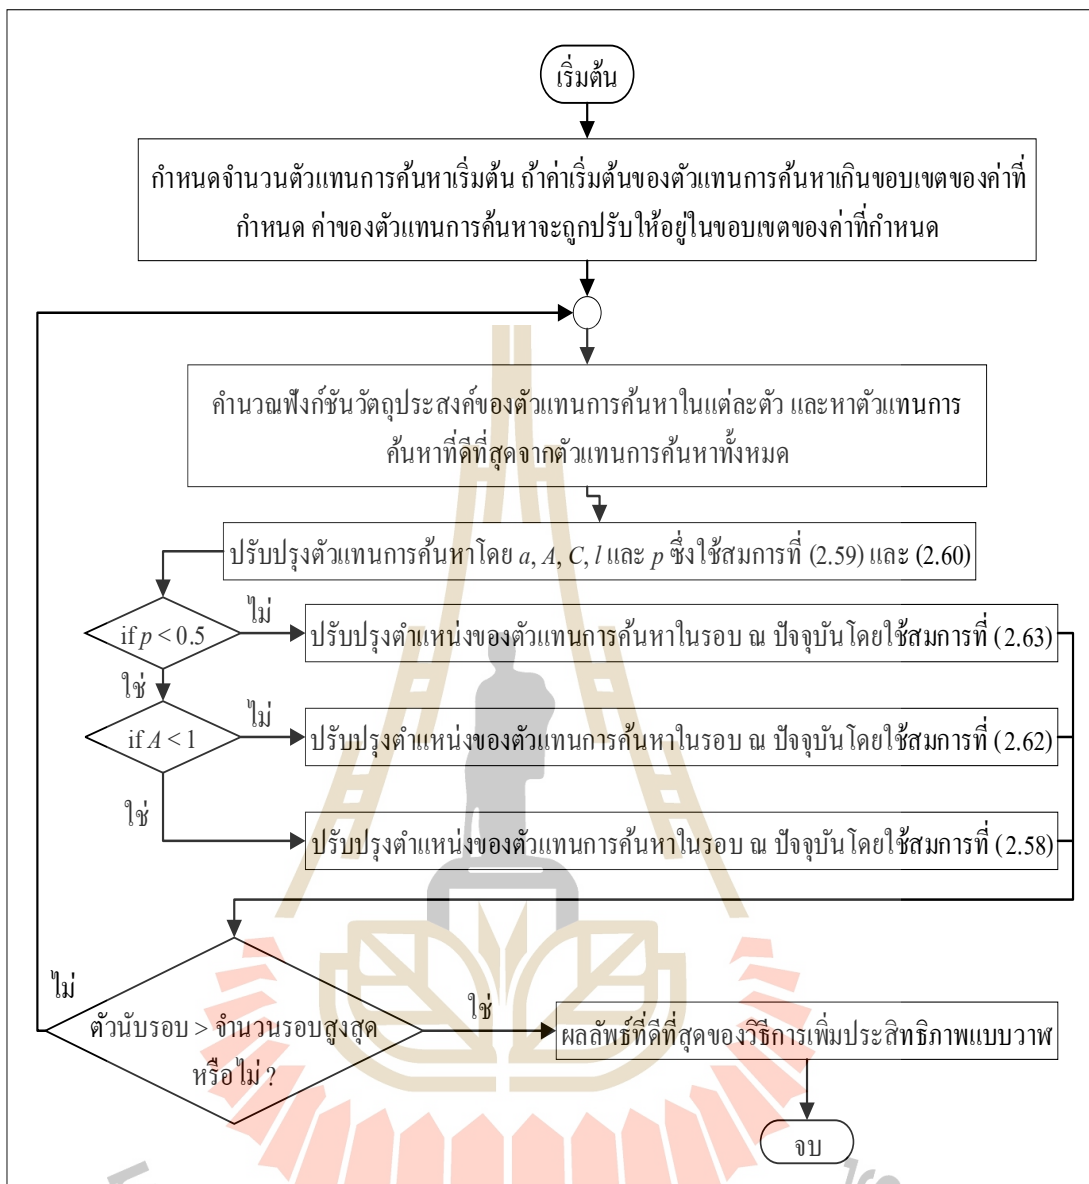 เริ่มต้น
กำหนดจำนวนตัวแทนการค้นหาเริ่มต้น ถ้าค่าเริ่มต้นของตัวแทนการค้นหาเกินขอบเขตของค่าที่
กำหนด ค่าของตัวแทนการค้นหาจะถูกปรับให้อยู่ในขอบเขตของค่าที่กำหนด
คำนวณฟังก์ชันวัตถุประสงค์ของตัวแทนการค้นหาในแต่ละตัว และหาตัวแทนการ
ค้นหาที่ดีที่สุดจากตัวแทนการค้นหาทั้งหมด
ปรับปรุงตัวแทนการค้นหาโดย a, A, C, l และ p ซึ่งใช้สมการที่ (2.59) และ (2.60)
if p < 0.5
ไม่
ปรับปรุงตำแหน่งของตัวแทนการค้นหาในรอบ ณ ปัจจุบันโดยใช้สมการที่ (2.63)
ใช่
if A < 1
ไม่
ปรับปรุงตำแหน่งของตัวแทนการค้นหาในรอบ ณ ปัจจุบันโดยใช้สมการที่ (2.62)
ใช่
ปรับปรุงตำแหน่งของตัวแทนการค้นหาในรอบ ณ ปัจจุบันโดยใช้สมการที่ (2.58)
ไม่
ตัวนับรอบ > จำนวนรอบสูงสุด
หรือไม่ ?
ใช่
ผลลัพธ์ที่ดีที่สุดของวิธีการเพิ่มประสิทธิภาพแบบวาฬ
จบ